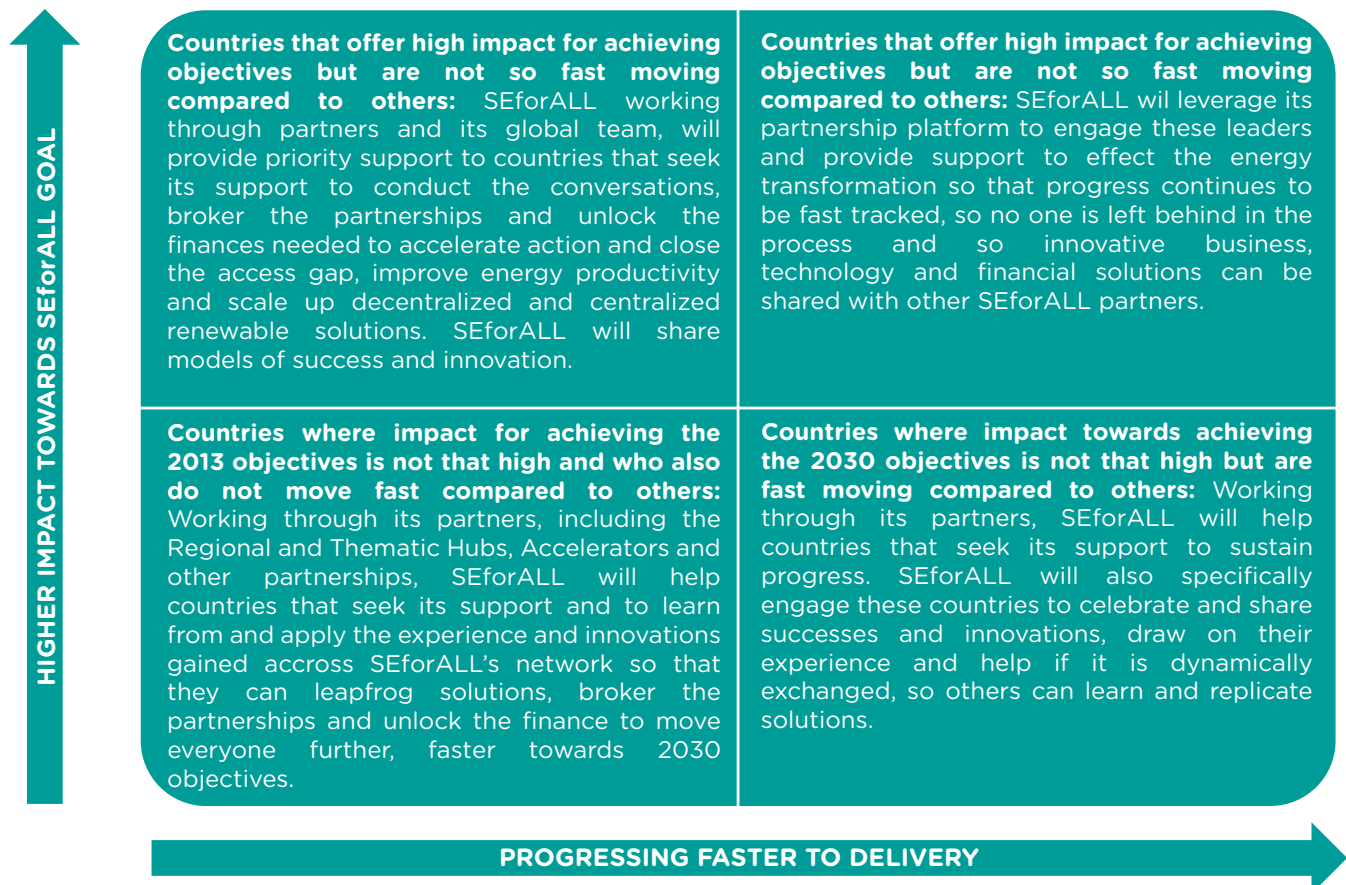 HIGHER IMPACT TOWARDS SEforALL GOAL
Countries that offer high impact for achieving
objectives but are not so fast moving
compared to others: SEforALL working
through partners and its global team, will
provide priority support to countries that seek
its support to conduct the conversations,
broker the partnerships and unlock the
finances needed to accelerate action and close
the access gap, improve energy productivity
and scale up decentralized and centralized
renewable solutions. SEforALL will share
models of success and innovation.
Countries that offer high impact for achieving
objectives but are not so fast moving
compared to others: SEforALL wil leverage its
partnership platform to engage these leaders
and provide support to effect the energy
transformation so that progress continues to
be fast tracked, so no one is left behind in the
process and so innovative business,
technology and financial solutions can be
shared with other SEforALL partners.
Countries where impact for achieving the
2013 objectives is not that high and who also
do not move fast compared to others:
Working through its partners, including the
Regional and Thematic Hubs, Accelerators and
other partnerships, SEforALL will help
countries that seek its support and to learn
from and apply the experience and innovations
gained accross SEforALL's network so that
they can leapfrog solutions, broker the
partnerships and unlock the finance to move
everyone further, faster towards 2030
objectives.
Countries where impact towards achieving
the 2030 objectives is not that high but are
fast moving compared to others: Working
through its partners, SEforALL will help
countries that seek its support to sustain
progress. SEforALL will also specifically
engage these countries to celebrate and share
successes and innovations, draw on their
experience and help if it is dynamically
exchanged, so others can learn and replicate
solutions.
PROGRESSING FASTER TO DELIVERY